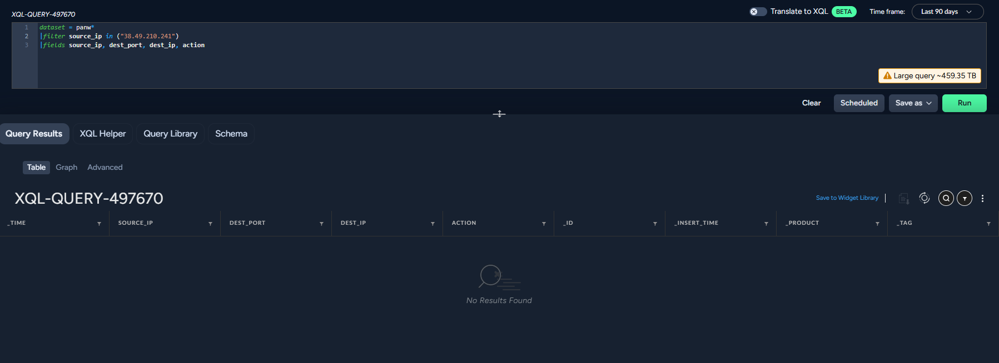 XQL-QUERY-497670
Translate to XQL BETA Time frame: Last 90 days
1 dataset = panw*
2 |filter source_ip in ("38.49.210.241")
3 |fields source_ip, dest_port, dest_ip, action
Large query ~459.35 TB
Clear Scheduled Save as Run
Query Results XQL Helper Query Library Schema
Table Graph Advanced
XQL-QUERY-497670
Save to Widget Library
_TIME SOURCE_IP DEST_PORT DEST_IP ACTION _ID _INSERT_TIME _PRODUCT _TAG
No Results Found